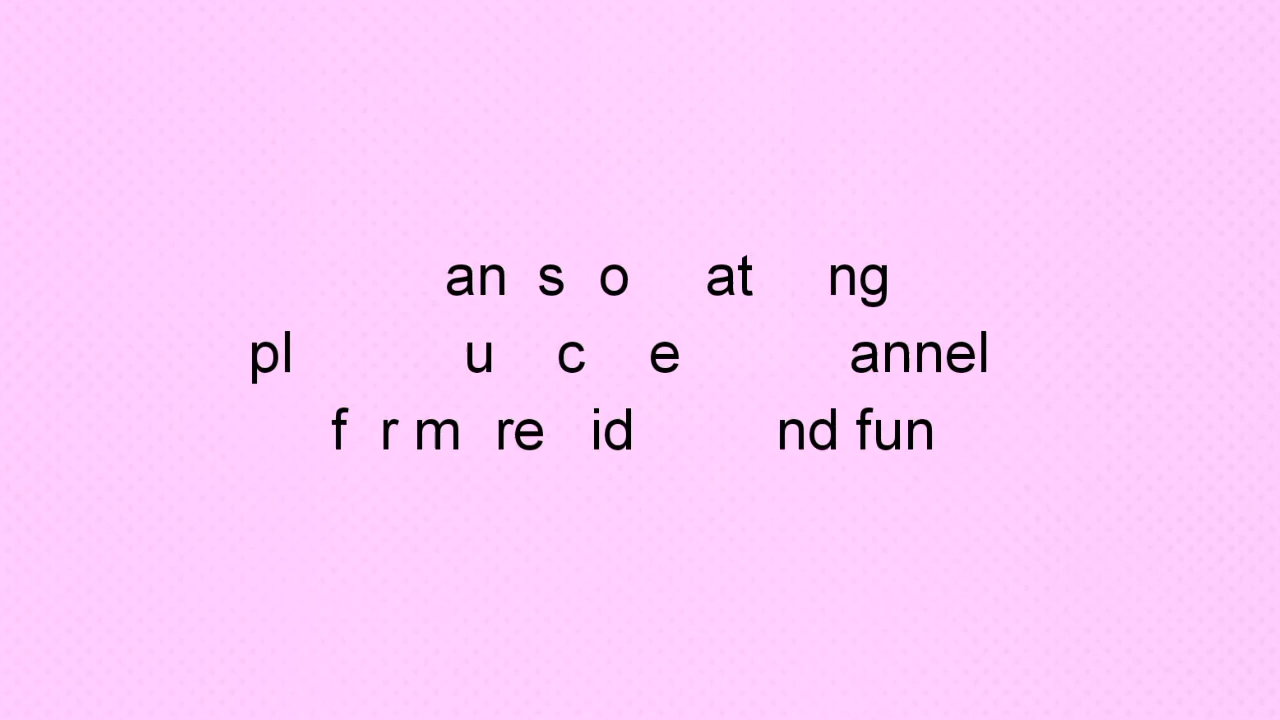 an s o at ng
pl u c e annel
f r m re id nd fun